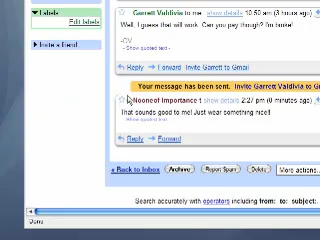 Labels
Edit labels
Invite a friend
Garrett Valdivia to me show details 10:50 am (3 hours ago)
Well, I guess that will work. Can you pay though? I'm broke!
-GV
- Show quoted text -
Reply Forward Invite Garrett to Gmail
Your message has been sent. Invite Garrett Valdivia to G
Nooneof Importance t show details 2:27 pm (0 minutes ago)
That sounds good to me! Just wear something nice!!
- Show quoted text -
Reply Forward
« Back to Inbox Archive Report Spam Delete More actions...
Search accurately with operators including from: to: subject:.
Done